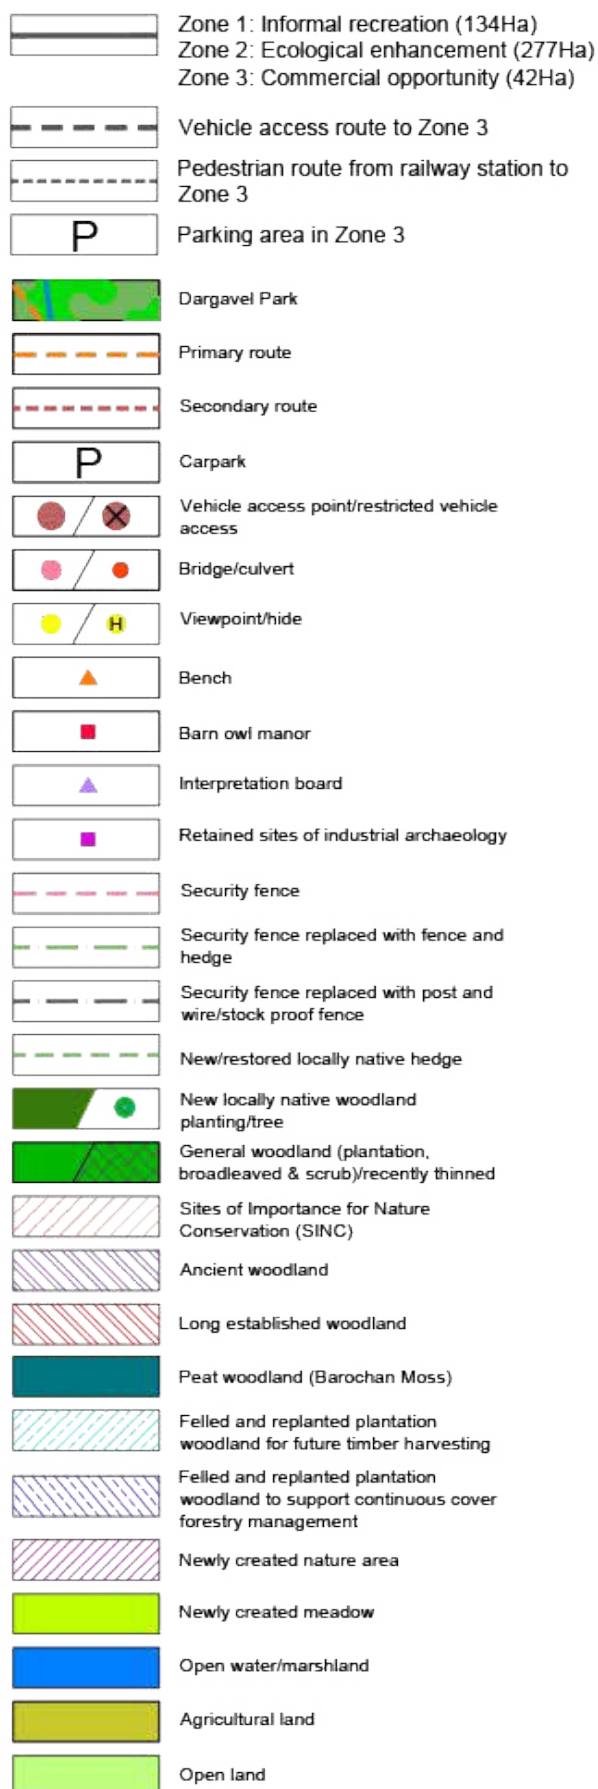 Zone 1: Informal recreation (134Ha)
Zone 2: Ecological enhancement (277Ha)
Zone 3: Commercial opportunity (42Ha)
Vehicle access route to Zone 3
Pedestrian route from railway station to
Zone 3
P
Parking area in Zone 3
Dargavel Park
Primary route
Secondary route
P
Carpark
Vehicle access point/restricted vehicle
access
Bridge/culvert
H
Viewpoint/hide
Bench
Barn owl manor
Interpretation board
Retained sites of industrial archaeology
Security fence
Security fence replaced with fence and
hedge
Security fence replaced with post and
wire/stock proof fence
New/restored locally native hedge
New locally native woodland
planting/tree
General woodland (plantation,
broadleaved & scrub)/recently thinned
Sites of Importance for Nature
Conservation (SINC)
Ancient woodland
Long established woodland
Peat woodland (Barochan Moss)
Felled and replanted plantation
woodland for future timber harvesting
Felled and replanted plantation
woodland to support continuous cover
forestry management
Newly created nature area
Newly created meadow
Open water/marshland
Agricultural land
Open land